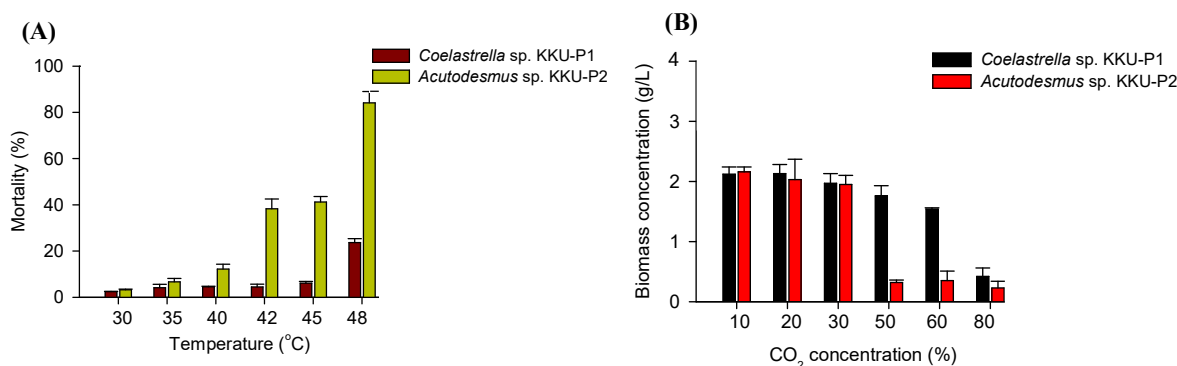 (A)
Coelastrella sp. KKU-P1
Acutodesmus sp. KKU-P2
100
80
60
40
20
0
Mortality (%)
30 35 40 42 45 48
Temperature (°C)
(B)
Coelastrella sp. KKU-P1
Acutodesmus sp. KKU-P2
4
3
2
1
0
Biomass concentration (g/L)
10 20 30 50 60 80
CO₂ concentration (%)